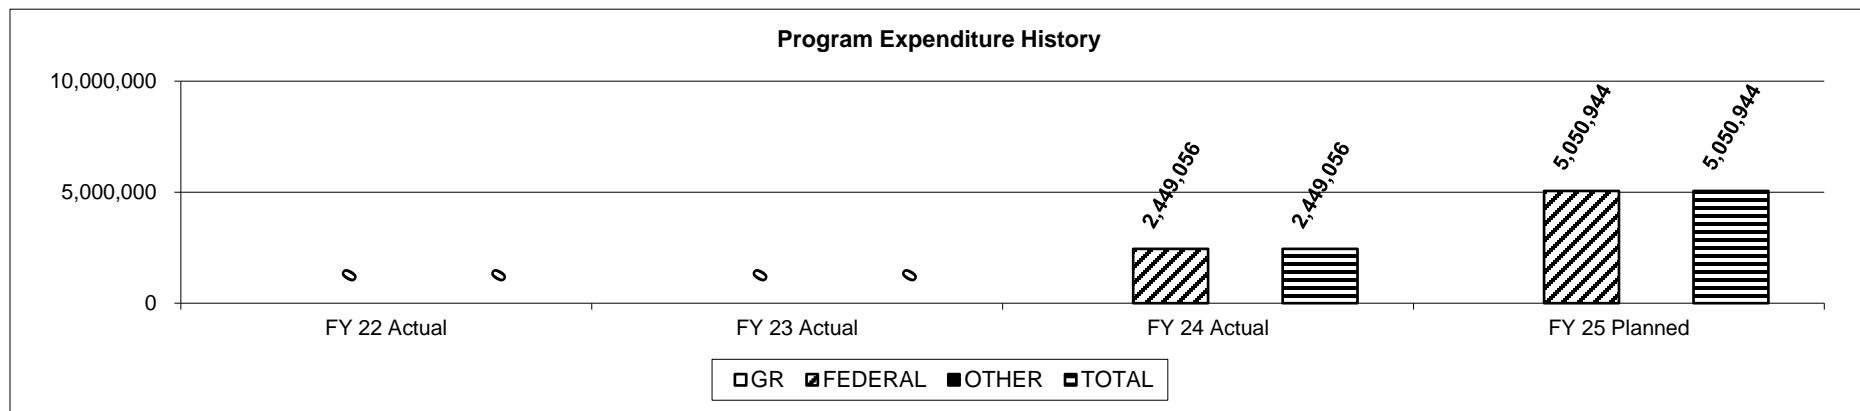 Program Expenditure History
10,000,000
5,000,000
0
0
0
0
0
2,449,056
2,449,056
5,050,944
5,050,944
FY 22 Actual
FY 23 Actual
FY 24 Actual
FY 25 Planned
GR FEDERAL OTHER TOTAL